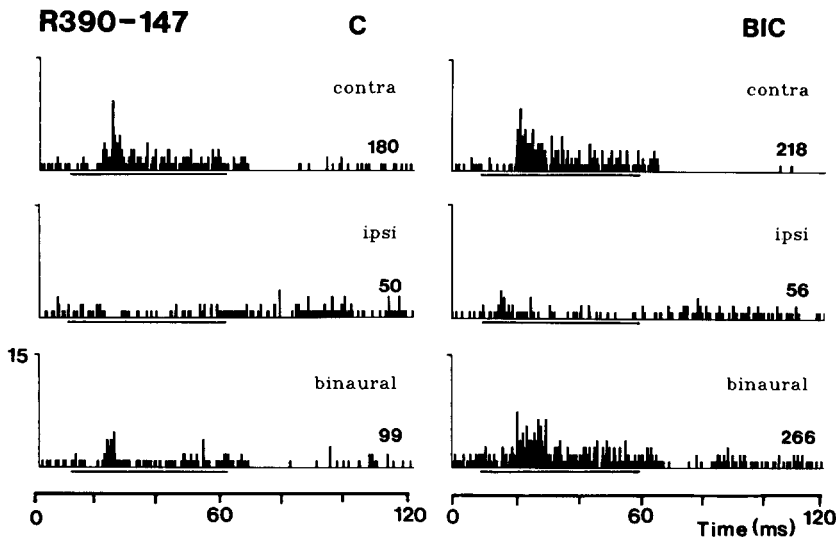 R390-147 C BIC
contra
180
contra
218
ipsi
50
ipsi
56
15
binaural
99
binaural
266
0 60 120
0 60 120
Time (ms)